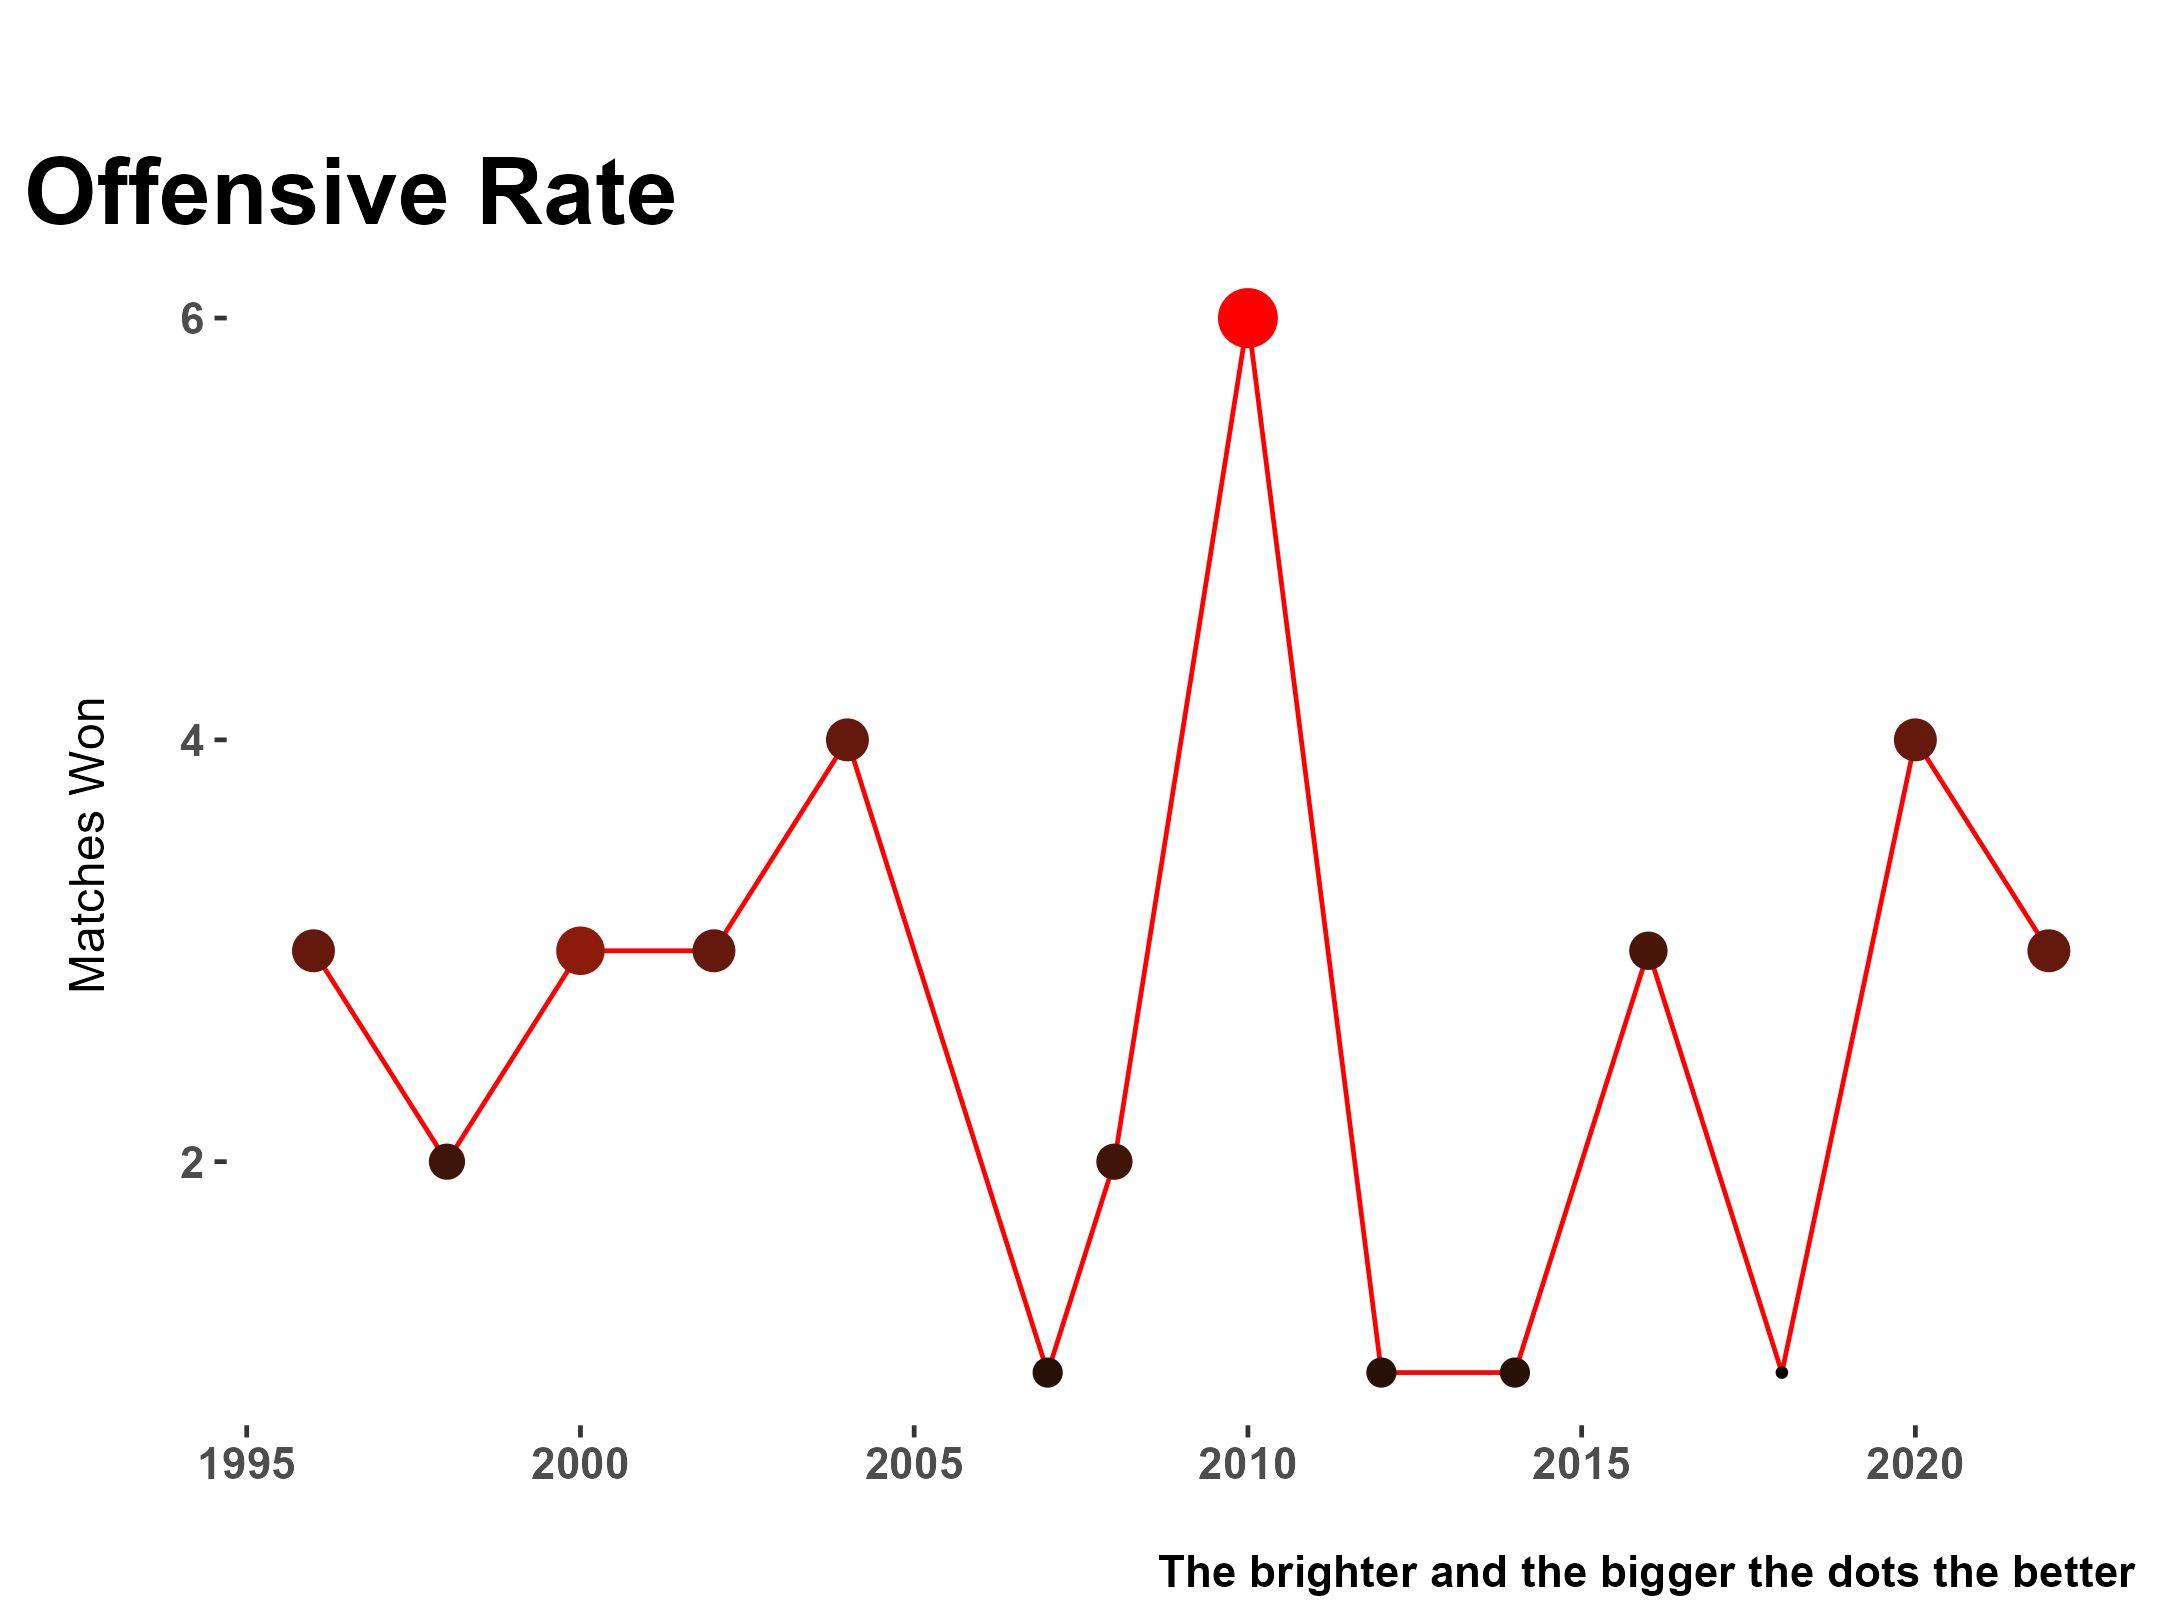 Offensive Rate
6
4
2
Matches Won
1995 2000 2005 2010 2015 2020
The brighter and the bigger the dots the better